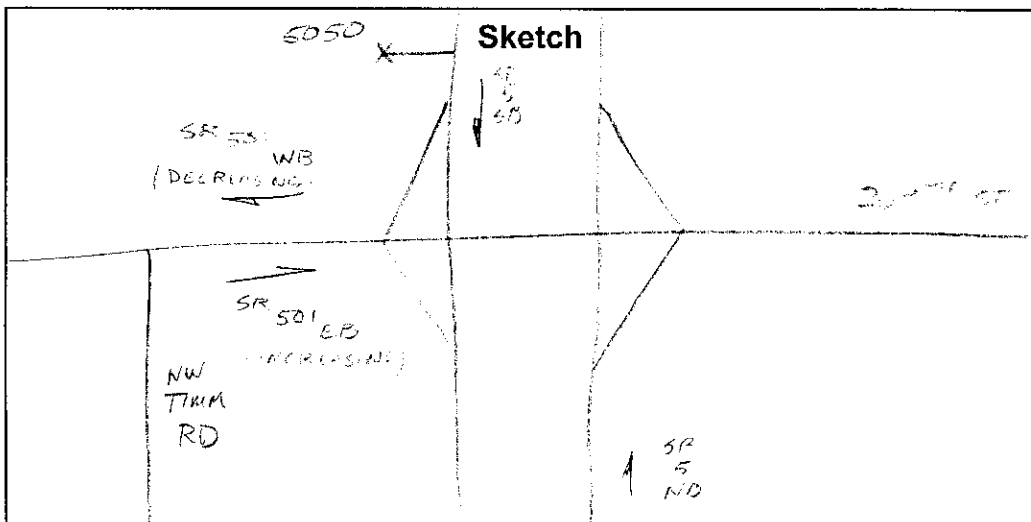 Sketch
5050
SR
5
SB
SR 501 WB
(DECREASING)
SR 501 EB
(INCREASING)
NW
TIMM
RD
ST
SR
5
NB